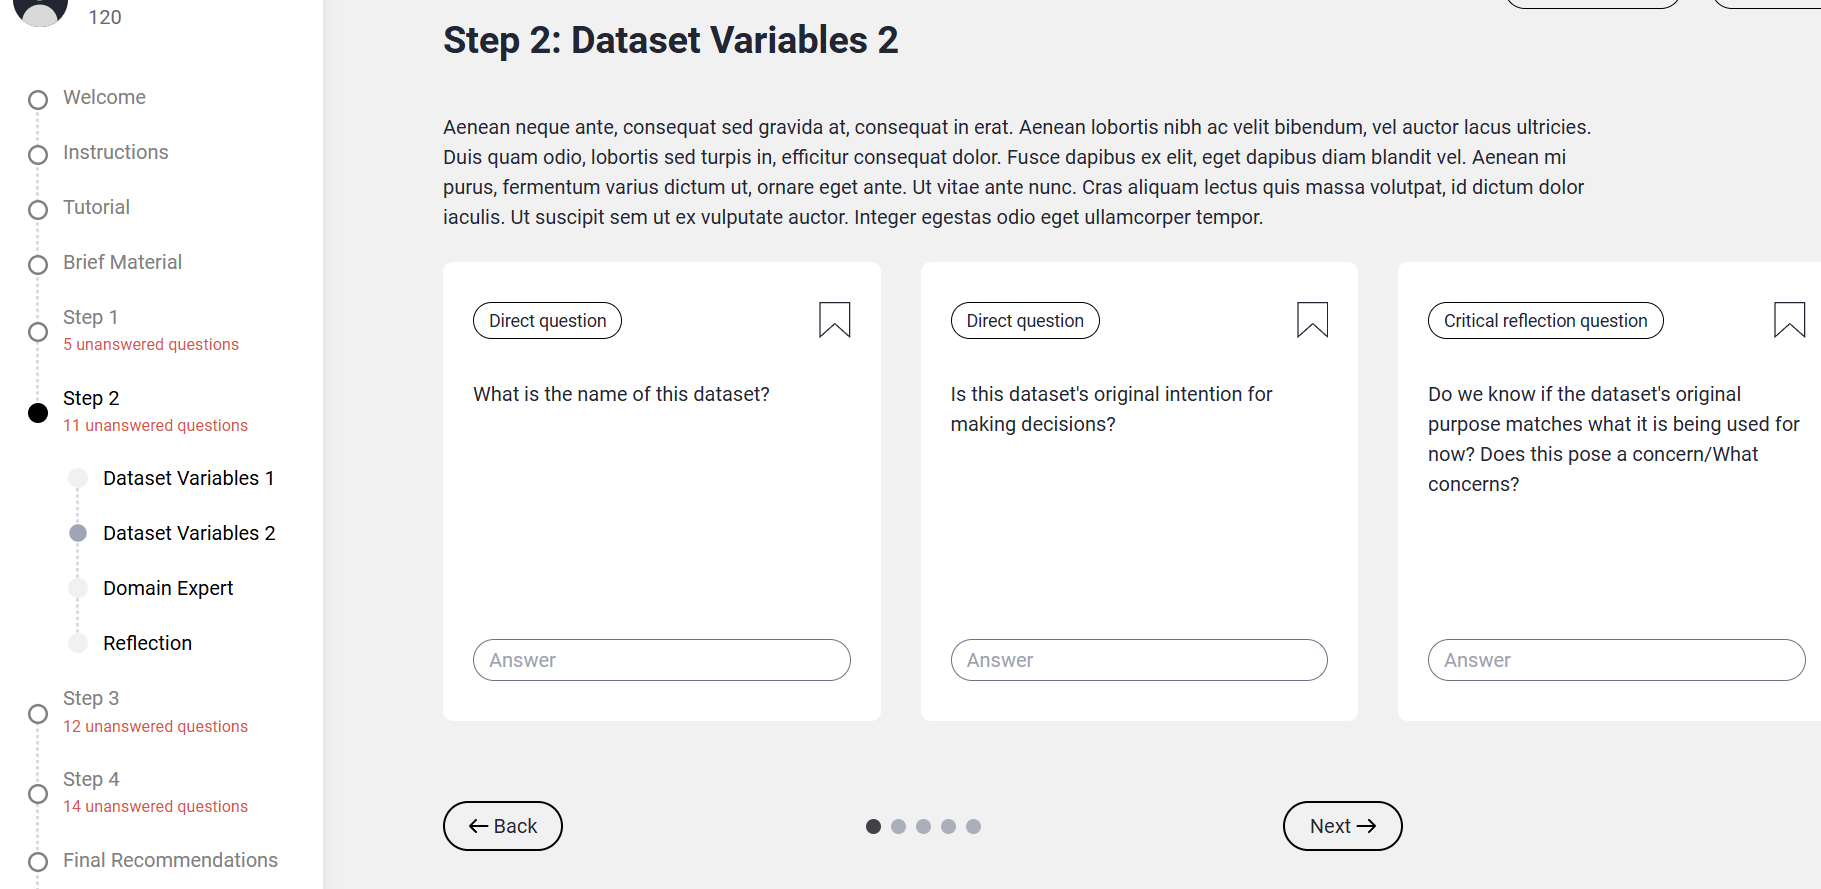 120
Welcome
Instructions
Tutorial
Brief Material
Step 1
5 unanswered questions
Step 2
11 unanswered questions
Dataset Variables 1
Dataset Variables 2
Domain Expert
Reflection
Step 3
12 unanswered questions
Step 4
14 unanswered questions
Final Recommendations
Step 2: Dataset Variables 2
Aenean neque ante, consequat sed gravida at, consequat in erat. Aenean lobortis nibh ac velit bibendum, vel auctor lacus ultricies.
Duis quam odio, lobortis sed turpis in, efficitur consequat dolor. Fusce dapibus ex elit, eget dapibus diam blandit vel. Aenean mi
purus, fermentum varius dictum ut, ornare eget ante. Ut vitae ante nunc. Cras aliquam lectus quis massa volutpat, id dictum dolor
iaculis. Ut suscipit sem ut ex vulputate auctor. Integer egestas odio eget ullamcorper tempor.
Direct question
What is the name of this dataset?
Answer
Direct question
Is this dataset's original intention for
making decisions?
Answer
Critical reflection question
Do we know if the dataset's original
purpose matches what it is being used for
now? Does this pose a concern/What
concerns?
Answer
← Back
Next →